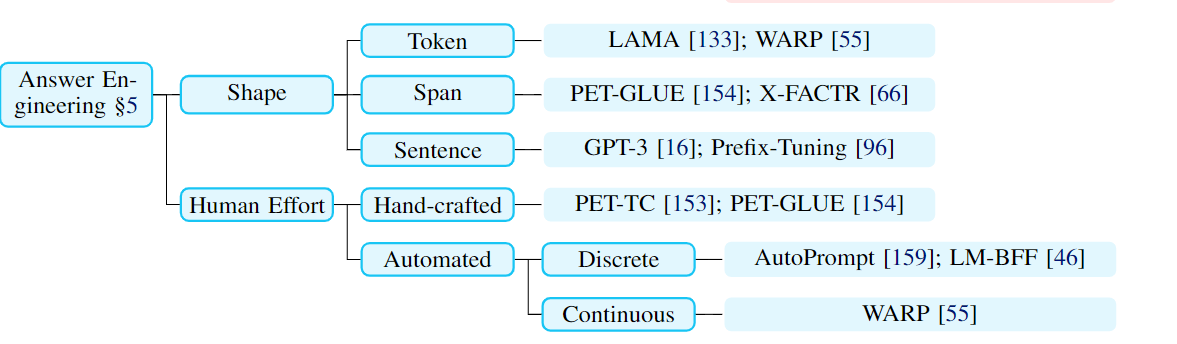 Answer En-
gineering §5
Shape
Token
LAMA [133]; WARP [55]
Span
PET-GLUE [154]; X-FACTR [66]
Sentence
GPT-3 [16]; Prefix-Tuning [96]
Human Effort
Hand-crafted
PET-TC [153]; PET-GLUE [154]
Automated
Discrete
AutoPrompt [159]; LM-BFF [46]
Continuous
WARP [55]